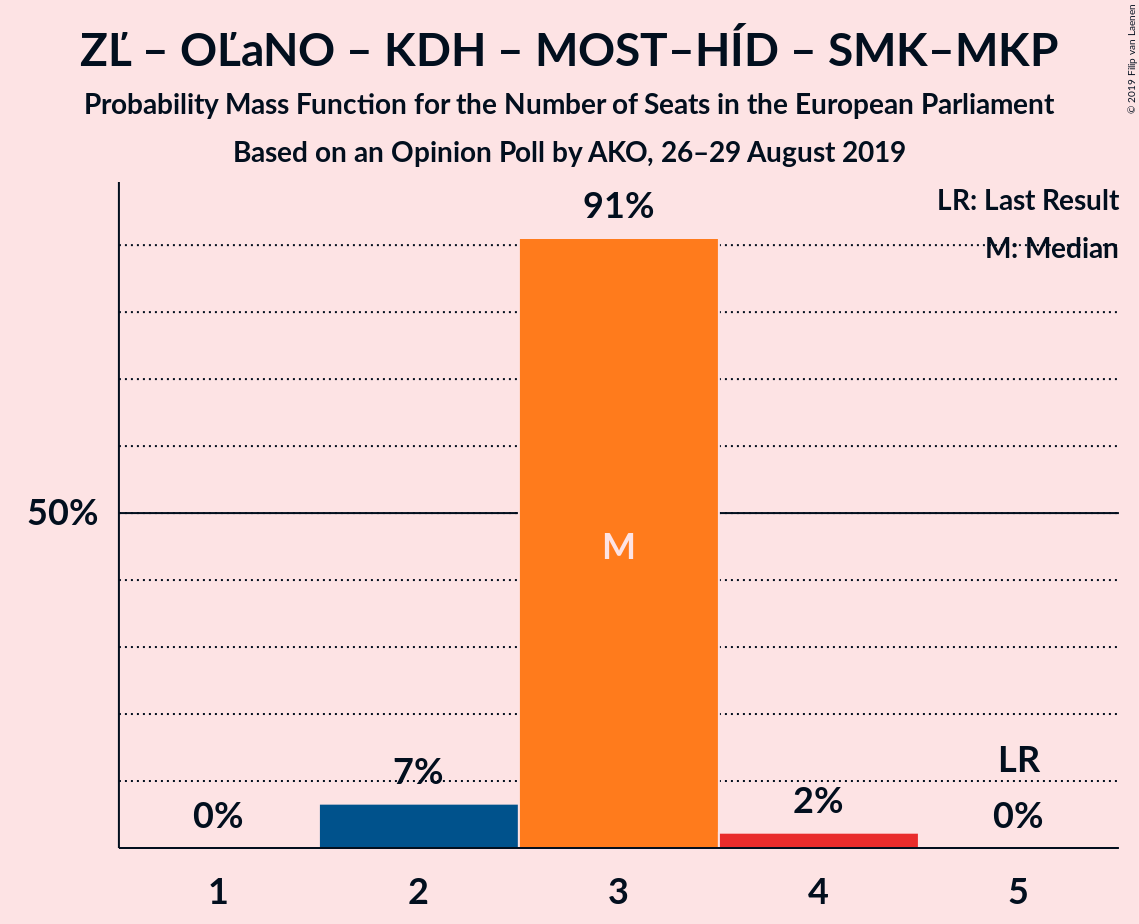 ZĽ – OĽaNO – KDH – MOST–HÍD – SMK–MKP
Probability Mass Function for the Number of Seats in the European Parliament
Based on an Opinion Poll by AKO, 26–29 August 2019
© 2019 Filip van Laenen
LR: Last Result
M: Median
91%
50%
M
7%
0%
2%
LR
0%
1 2 3 4 5